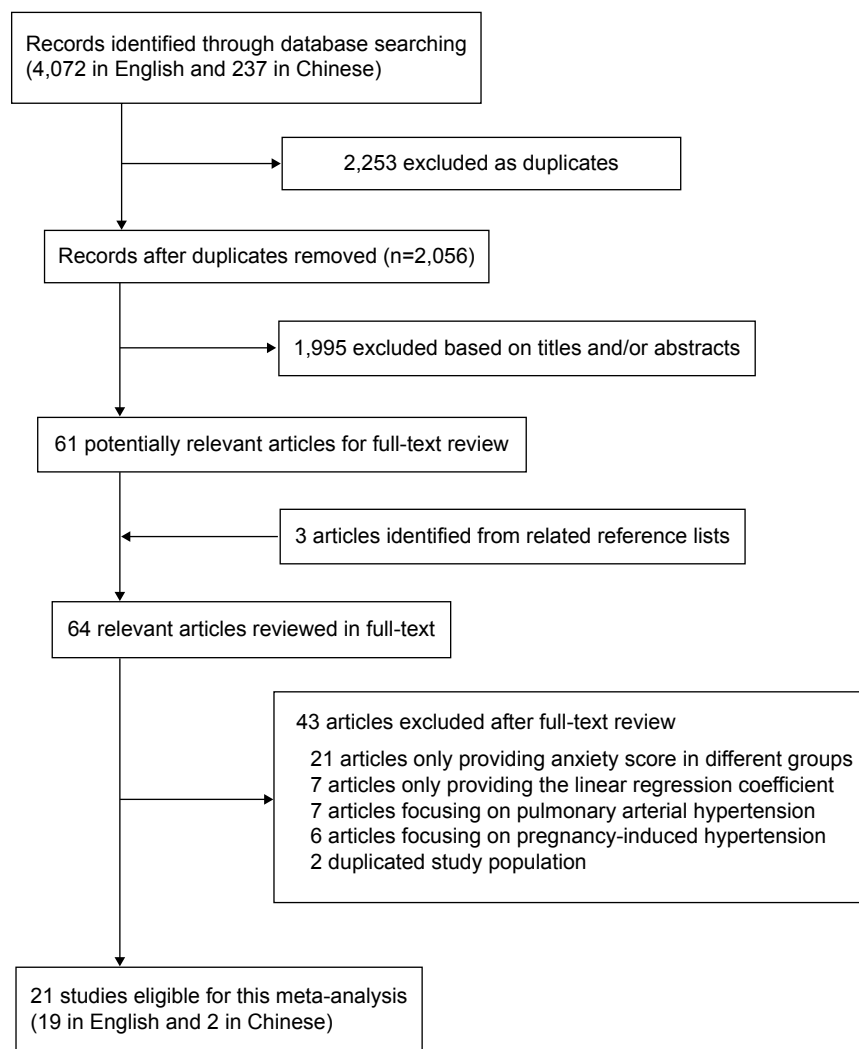 Records identified through database searching
(4,072 in English and 237 in Chinese)
2,253 excluded as duplicates
Records after duplicates removed (n=2,056)
1,995 excluded based on titles and/or abstracts
61 potentially relevant articles for full-text review
3 articles identified from related reference lists
64 relevant articles reviewed in full-text
43 articles excluded after full-text review
21 articles only providing anxiety score in different groups
7 articles only providing the linear regression coefficient
7 articles focusing on pulmonary arterial hypertension
6 articles focusing on pregnancy-induced hypertension
2 duplicated study population
21 studies eligible for this meta-analysis
(19 in English and 2 in Chinese)